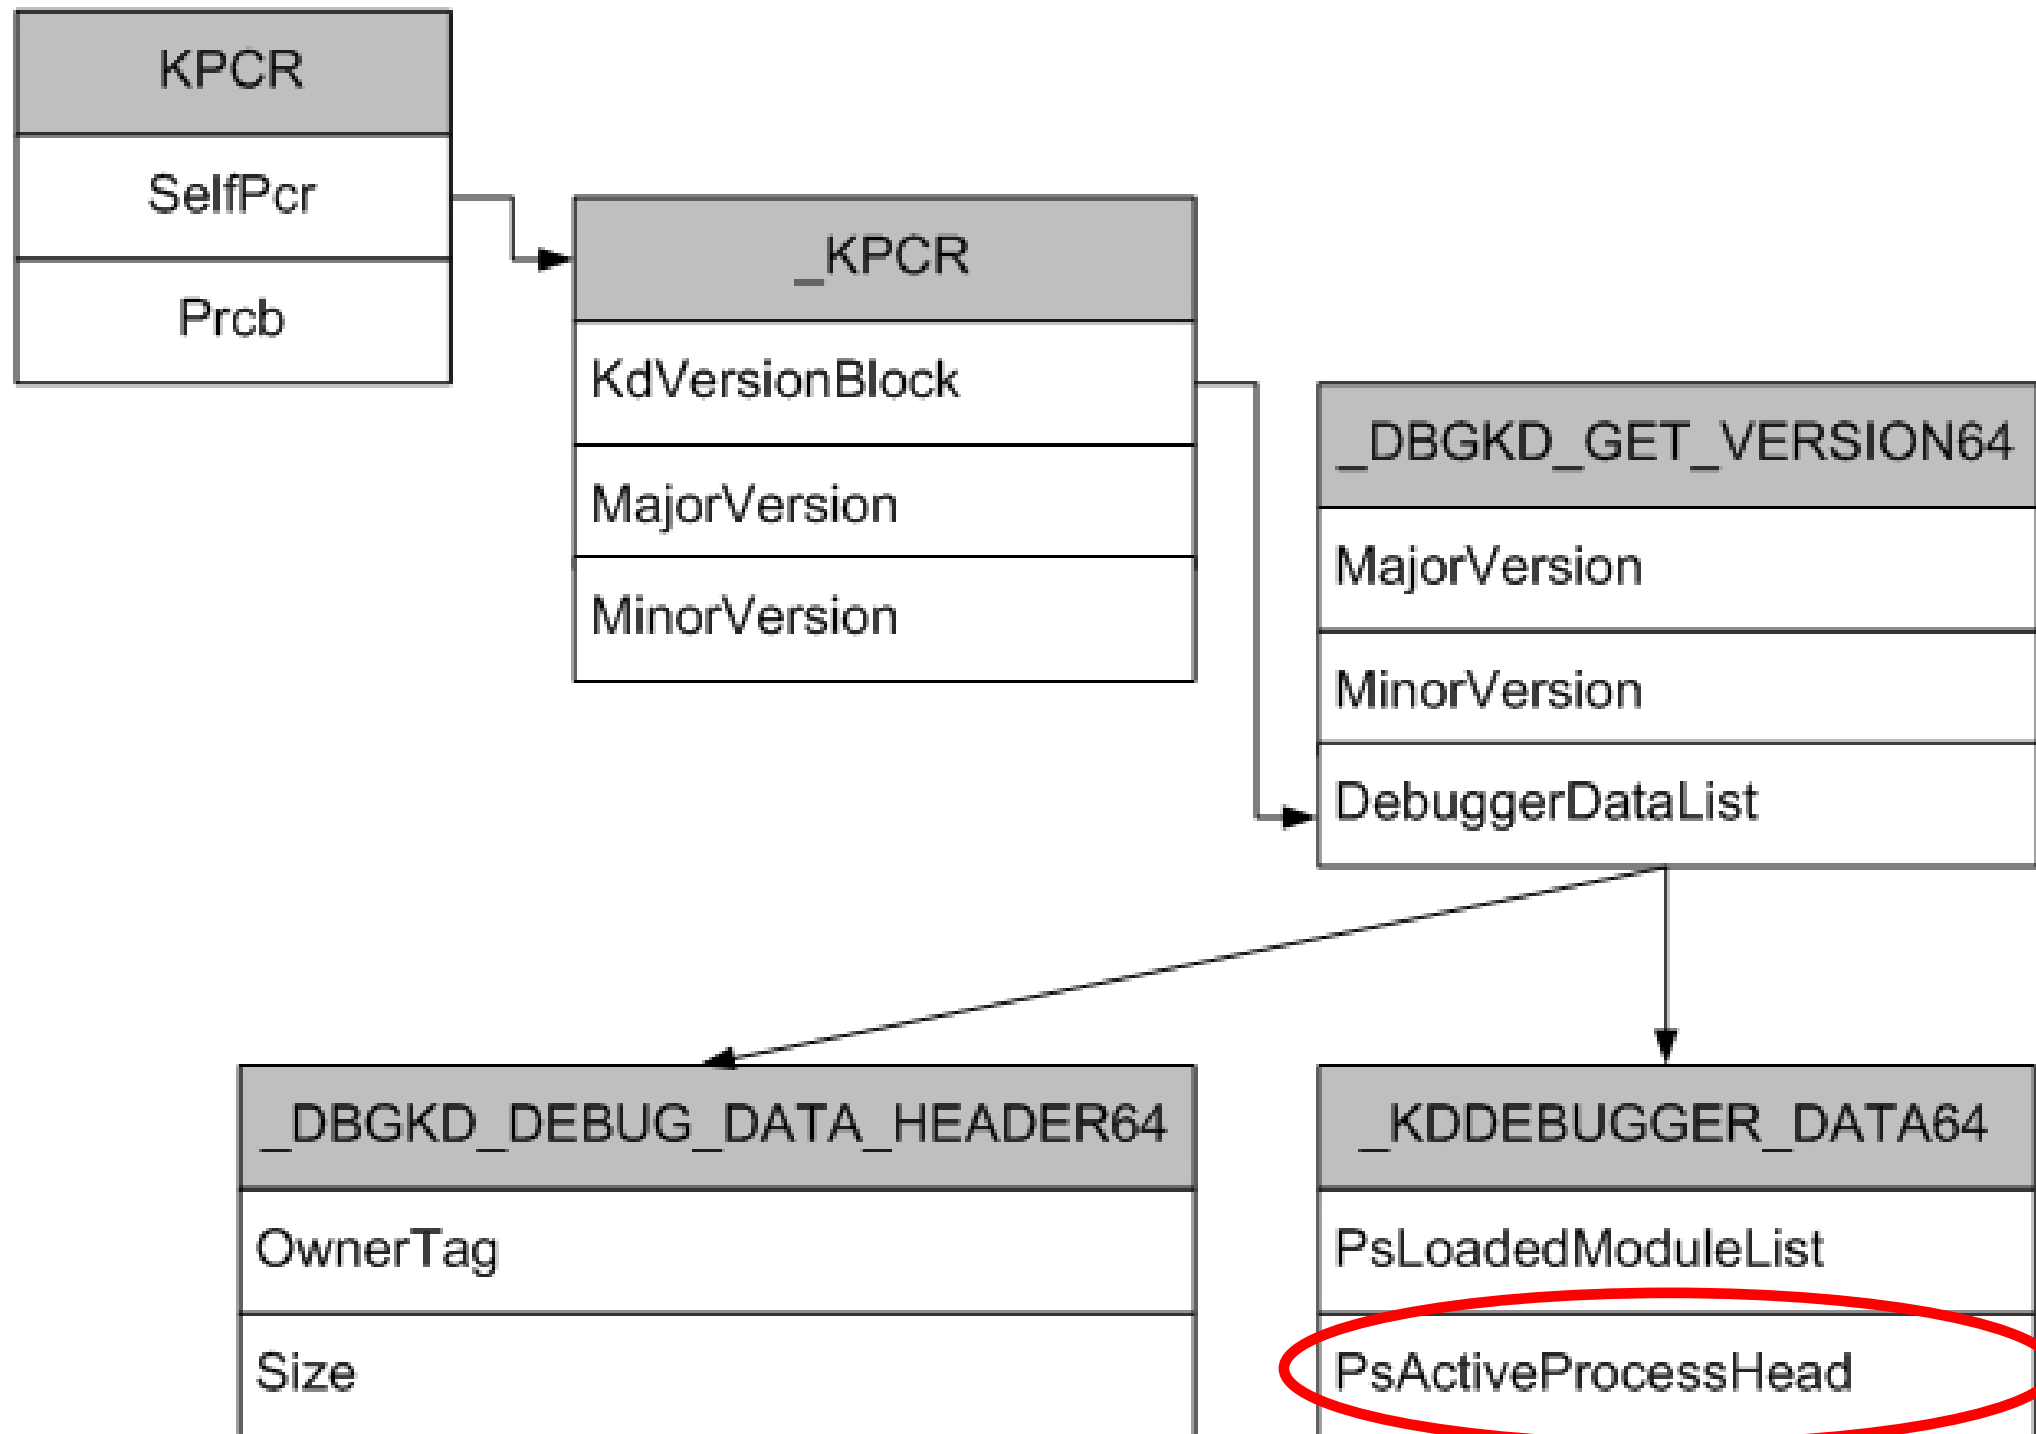 KPCR
SelfPcr
Prcb
_KPCR
KdVersionBlock
MajorVersion
MinorVersion
_DBGKD_GET_VERSION64
MajorVersion
MinorVersion
DebuggerDataList
_DBGKD_DEBUG_DATA_HEADER64
OwnerTag
Size
_KDDEBUGGER_DATA64
PsLoadedModuleList
PsActiveProcessHead